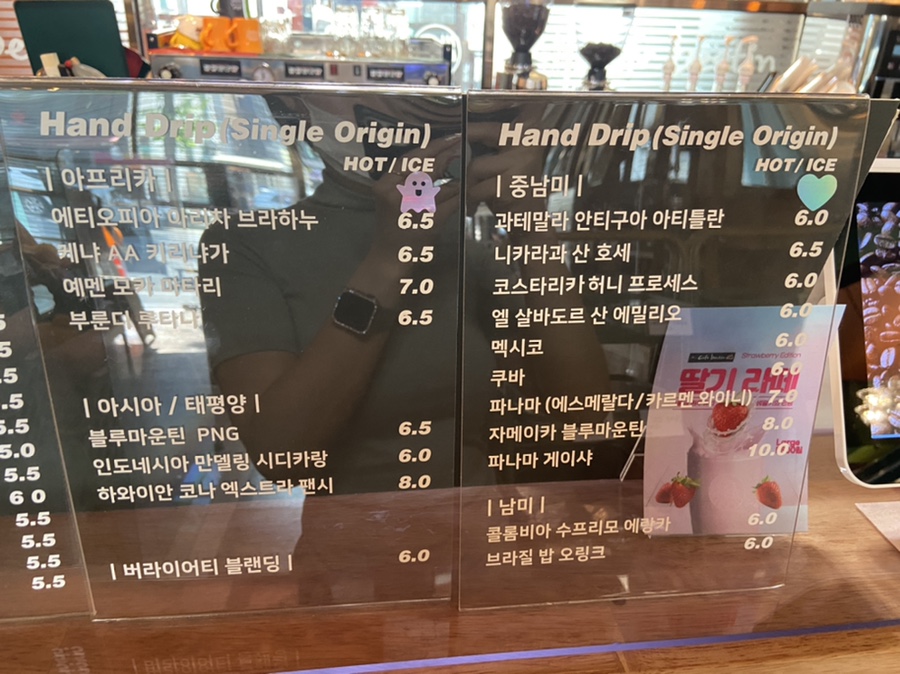 Hand Drip (Single Origin)
HOT / ICE
| 아프리카 |
에티오피아 나리차 브라하누 6.5
케냐 AA 키리냐가 6.5
예멘 모카 마타리 7.0
부룬디 루타나 6.5
| 아시아 / 태평양 |
블루마운틴 PNG 6.5
인도네시아 만델링 시디카랑 6.0
하와이안 코나 엑스트라 팬시 8.0
| 버라이어티 블랜딩 | 6.0
5
5
.5
.5
5.5
5.0
5.5
6 0
5.5
5.5
5.5
5.5
Hand Drip (Single Origin)
HOT / ICE
| 중남미 |
과테말라 안티구아 아티틀란 6.0
니카라과 산 호세 6.5
코스타리카 허니 프로세스 6.0
엘 살바도르 산 에밀리오 6.0
멕시코 6.0
쿠바 6.0
파나마 (에스메랄다 / 카르멘 와이니) 7.0
자메이카 블루마운틴 8.0
파나마 게이샤 10.0
| 남미 |
콜롬비아 수프리모 에랑카 6.0
브라질 밥 오링크 6.0
Strawberry Edition
딸기 라떼
Large